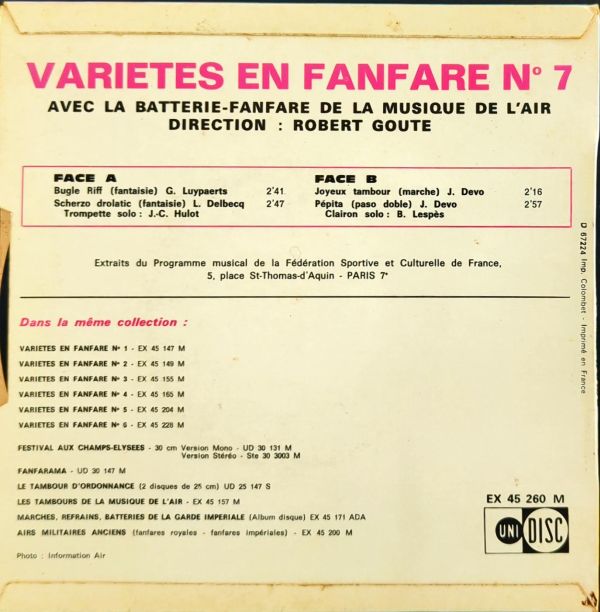 VARIETES EN FANFARE Nº 7
AVEC LA BATTERIE-FANFARE DE LA MUSIQUE DE L'AIR
DIRECTION : ROBERT GOUTE
FACE A
Bugle Riff (fantaisie) G. Luypaerts 2'41
Scherzo drolatic (fantaisie) L. Delbecq 2'47
Trompette solo : J.-C. Hulot
FACE B
Joyeux tambour (marche) J. Devo 2'16
Pépita (paso doble) J. Devo 2'57
Clairon solo : B. Lespès
Extraits du Programme musical de la Fédération Sportive et Culturelle de France,
5, place St-Thomas-d'Aquin - PARIS 7ᵉ
D 67224 Imp. Colombet - Imprimé en France
Dans la même collection :
VARIETES EN FANFARE Nº 1 - EX 45 147 M
VARIETES EN FANFARE Nº 2 - EX 45 149 M
VARIETES EN FANFARE Nº 3 - EX 45 155 M
VARIETES EN FANFARE Nº 4 - EX 45 165 M
VARIETES EN FANFARE Nº 5 - EX 45 204 M
VARIETES EN FANFARE Nº 6 - EX 45 228 M
FESTIVAL AUX CHAMPS-ELYSEES - 30 cm Version Mono - UD 30 131 M
Version Stéréo - Ste 30 3003 M
FANFARAMA - UD 30 147 M
LE TAMBOUR D'ORDONNANCE (2 disques de 25 cm) UD 25 147 S
LES TAMBOURS DE LA MUSIQUE DE L'AIR - EX 45 157 M
MARCHES, REFRAINS, BATTERIES DE LA GARDE IMPERIALE (Album disque) EX 45 171 ADA
AIRS MILITAIRES ANCIENS (fanfares royales - fanfares impériales) - EX 45 200 M
Photo : Information Air
EX 45 260 M
UNI DISC